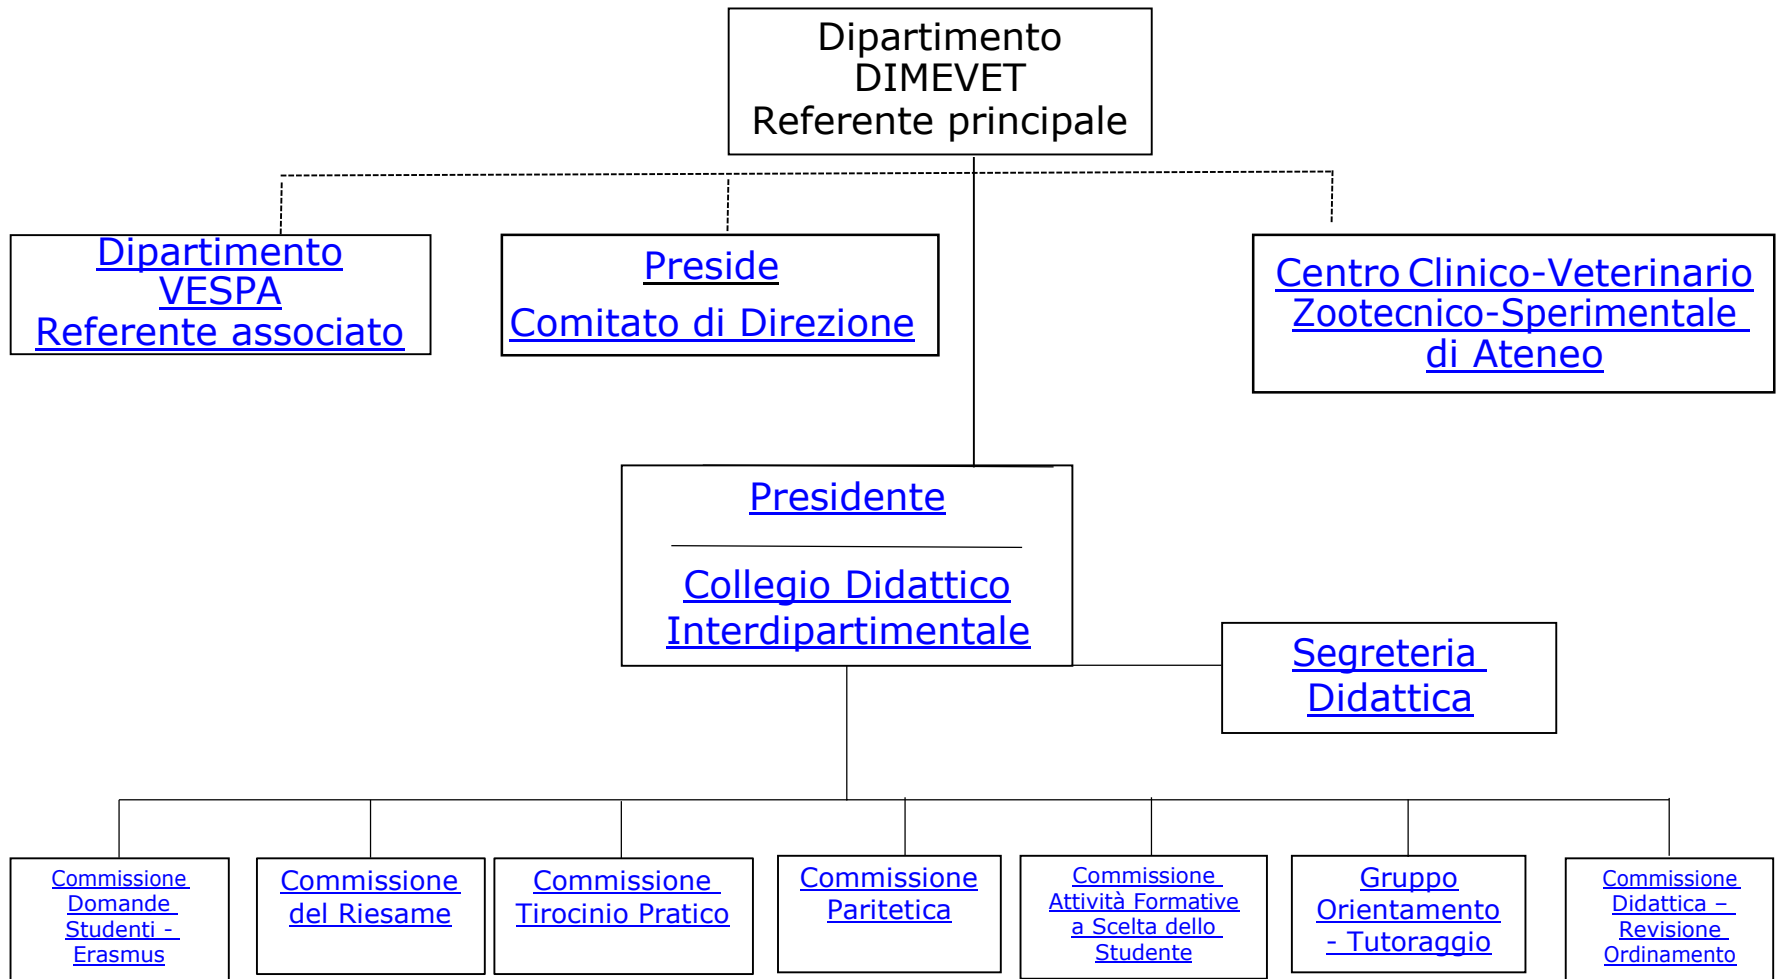 Dipartimento
DIMEVET
Referente principale
Dipartimento
VESPA
Referente associato
Preside
Comitato di Direzione
Centro Clinico-Veterinario
Zootecnico-Sperimentale
di Ateneo
Presidente
Collegio Didattico
Interdipartimentale
Segreteria
Didattica
Commissione
Domande
Studenti -
Erasmus
Commissione
del Riesame
Commissione
Tirocinio Pratico
Commissione
Paritetica
Commissione
Attività Formative
a Scelta dello
Studente
Gruppo
Orientamento
- Tutoraggio
Commissione
Didattica –
Revisione
Ordinamento